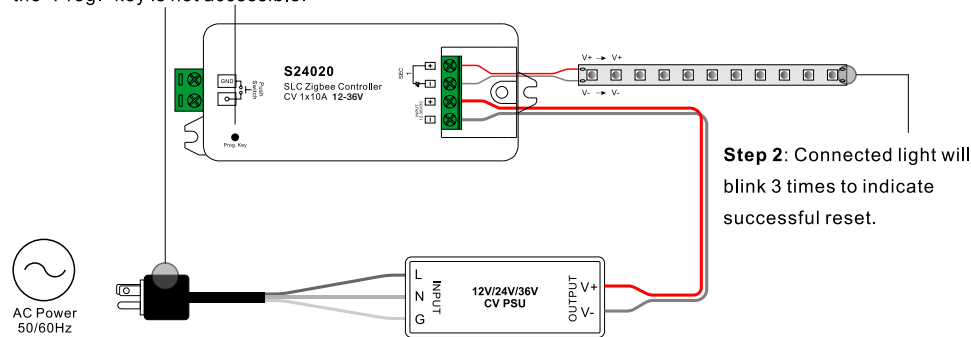 the "Prog." key is not accessible.
S24020
SLC Zigbee Controller
CV 1x10A 12-36V
GND
Push
Switch
Prog. Key
SEC
1
+
-
+
-
V+ → V+
V- → V-
Step 2: Connected light will
blink 3 times to indicate
successful reset.
AC Power
50/60Hz
L
N
G
INPUT
12V/24V/36V
CV PSU
OUTPUT
V+
V-